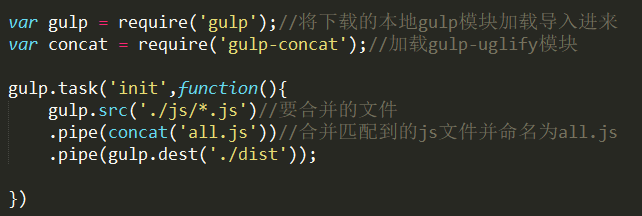 var gulp = require('gulp');//将下载的本地gulp模块加载导入进来
var concat = require('gulp-concat');//加载gulp-uglify模块
gulp.task('init',function(){
gulp.src('./js/*.js')//要合并的文件
.pipe(concat('all.js'))//合并匹配到的js文件并命名为all.js
.pipe(gulp.dest('./dist'));
})